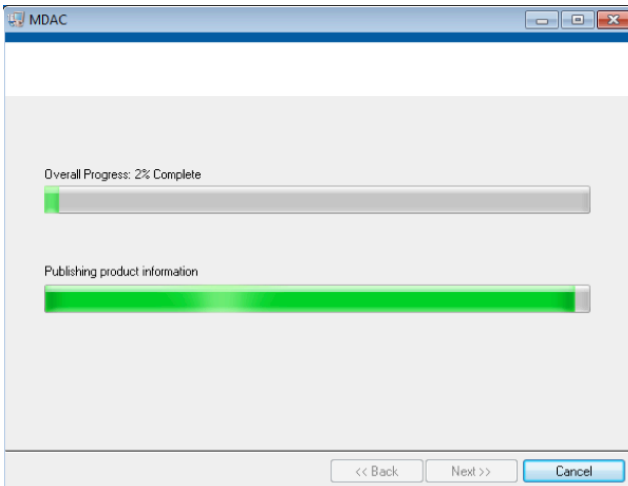 MDAC
Overall Progress: 2% Complete
Publishing product information
<< Back
Next >>
Cancel